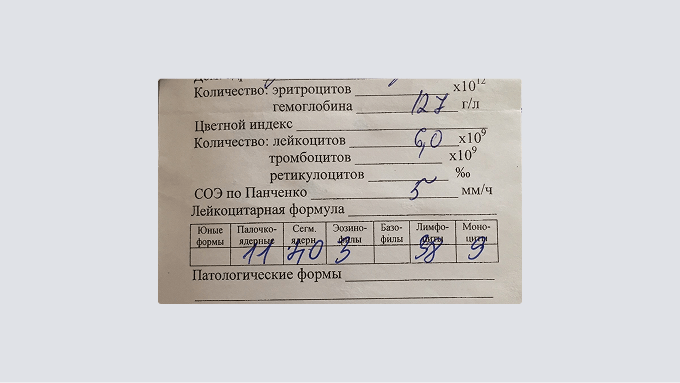 Количество: эритроцитов x10¹²
гемоглобина 127 г/л
Цветной индекс
Количество: лейкоцитов 6,0 x10⁹
тромбоцитов x10⁹
ретикулоцитов ‰
СОЭ по Панченко 5 мм/ч
Лейкоцитарная формула
Юные Палочко- Сегм. Эозино- Базо- Лимфо- Моно-
формы ядерные ядерн. филы филы циты циты
11 40 3 38 9
Патологические формы